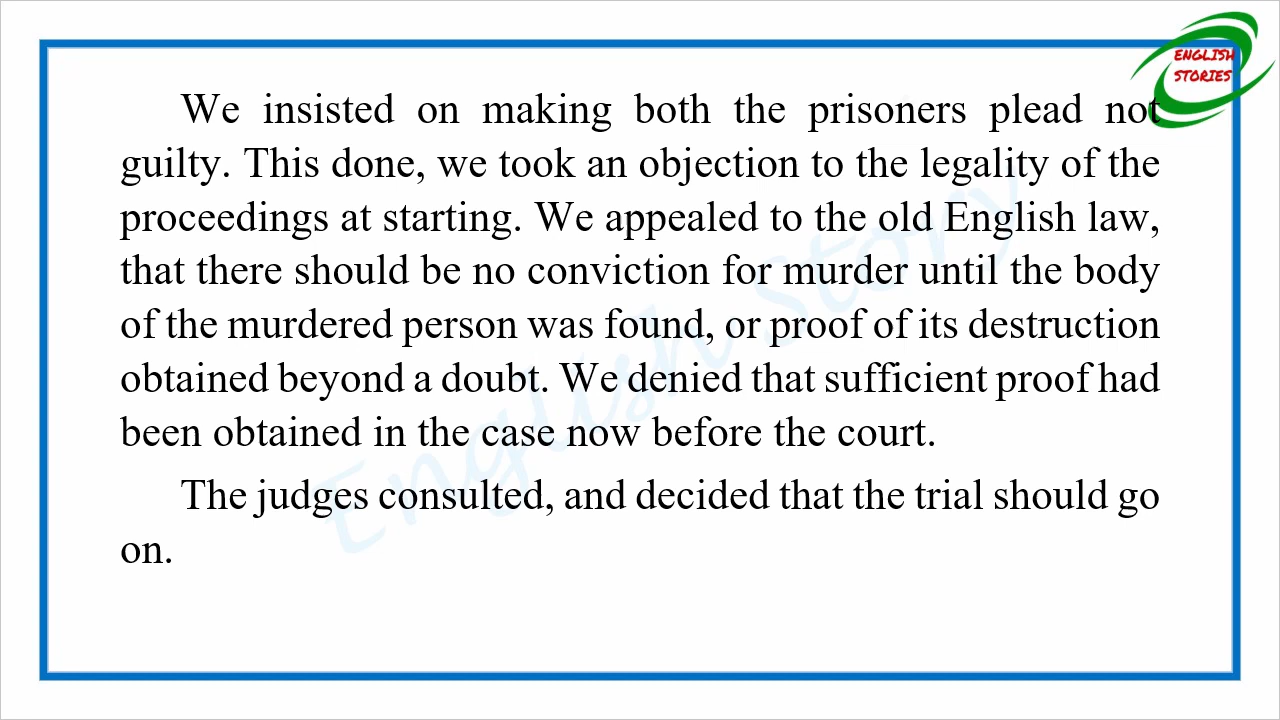 ENGLISH
STORIES
We insisted on making both the prisoners plead not
guilty. This done, we took an objection to the legality of the
proceedings at starting. We appealed to the old English law,
that there should be no conviction for murder until the body
of the murdered person was found, or proof of its destruction
obtained beyond a doubt. We denied that sufficient proof had
been obtained in the case now before the court.
The judges consulted, and decided that the trial should go
on.
English Story